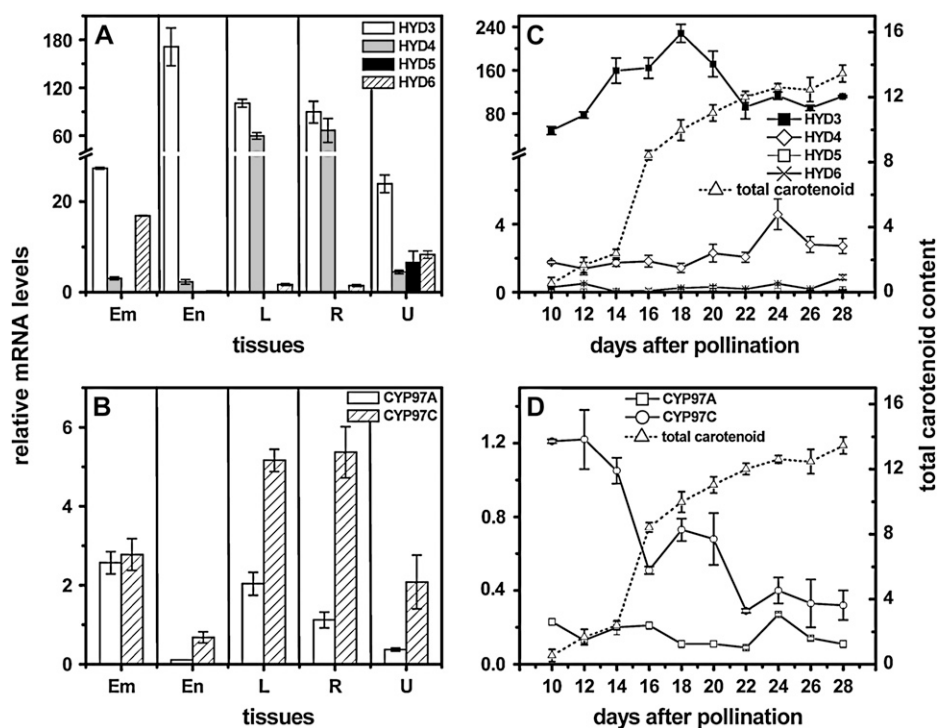 relative mRNA levels
A
HYD3
HYD4
HYD5
HYD6
180
120
60
20
0
Em En L R U
tissues
B
CYP97A
CYP97C
6
4
2
0
Em En L R U
tissues
C
240
160
80
4
0
HYD3
HYD4
HYD5
HYD6
total carotenoid
16
12
8
4
0
10 12 14 16 18 20 22 24 26 28
days after pollination
D
CYP97A
CYP97C
total carotenoid
1.2
0.8
0.4
0.0
16
12
8
4
0
10 12 14 16 18 20 22 24 26 28
days after pollination
total carotenoid content